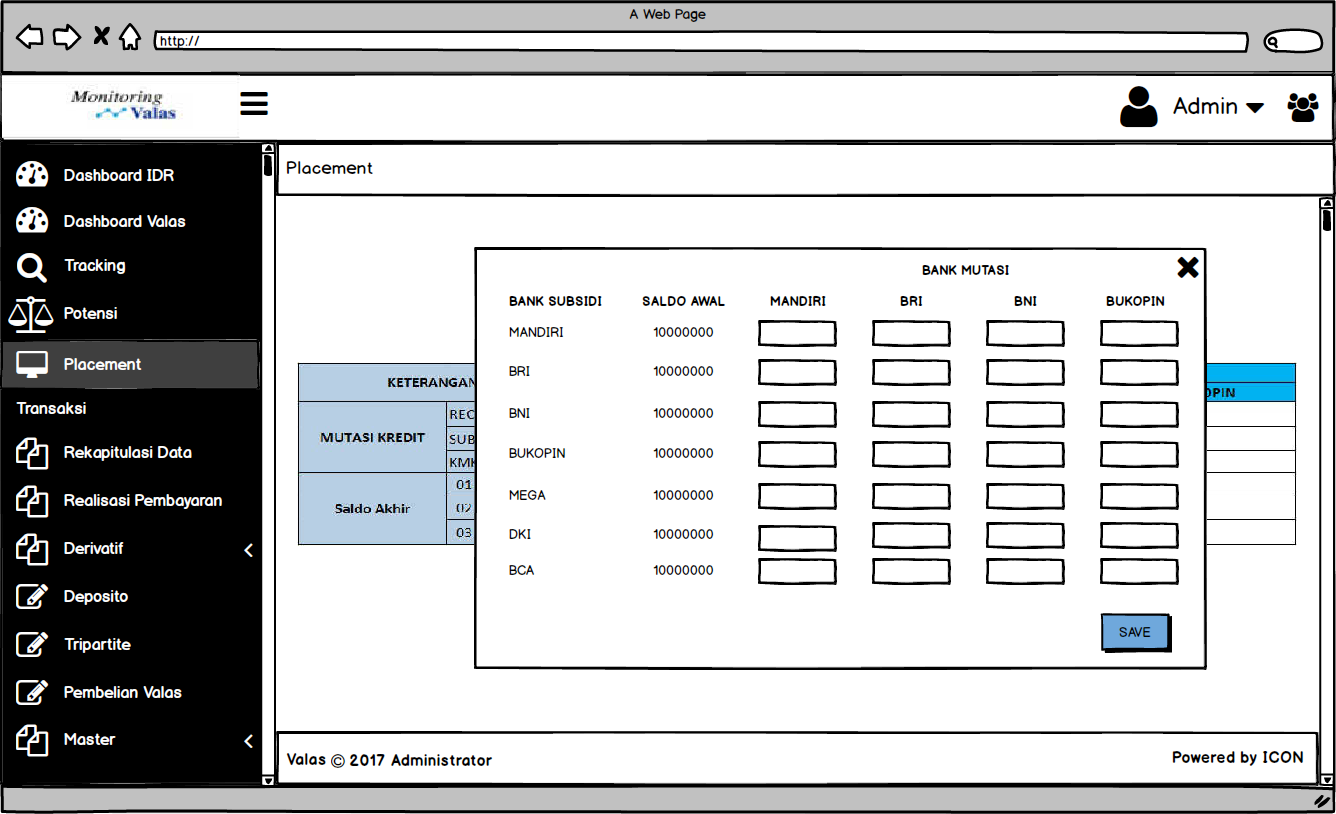 A Web Page
http://
Monitoring
Valas
Admin
Dashboard IDR
Dashboard Valas
Tracking
Potensi
Placement
Transaksi
Rekapitulasi Data
Realisasi Pembayaran
Derivatif
Deposito
Tripartite
Pembelian Valas
Master
Placement
BANK MUTASI
BANK SUBSIDI SALDO AWAL MANDIRI BRI BNI BUKOPIN
MANDIRI 10000000
BRI 10000000
BNI 10000000
BUKOPIN 10000000
MEGA 10000000
DKI 10000000
BCA 10000000
SAVE
KETERANGAN
OPIN
MUTASI KREDIT
REC
SUB
KMK
Saldo Akhir
01
02
03
Valas © 2017 Administrator
Powered by ICON